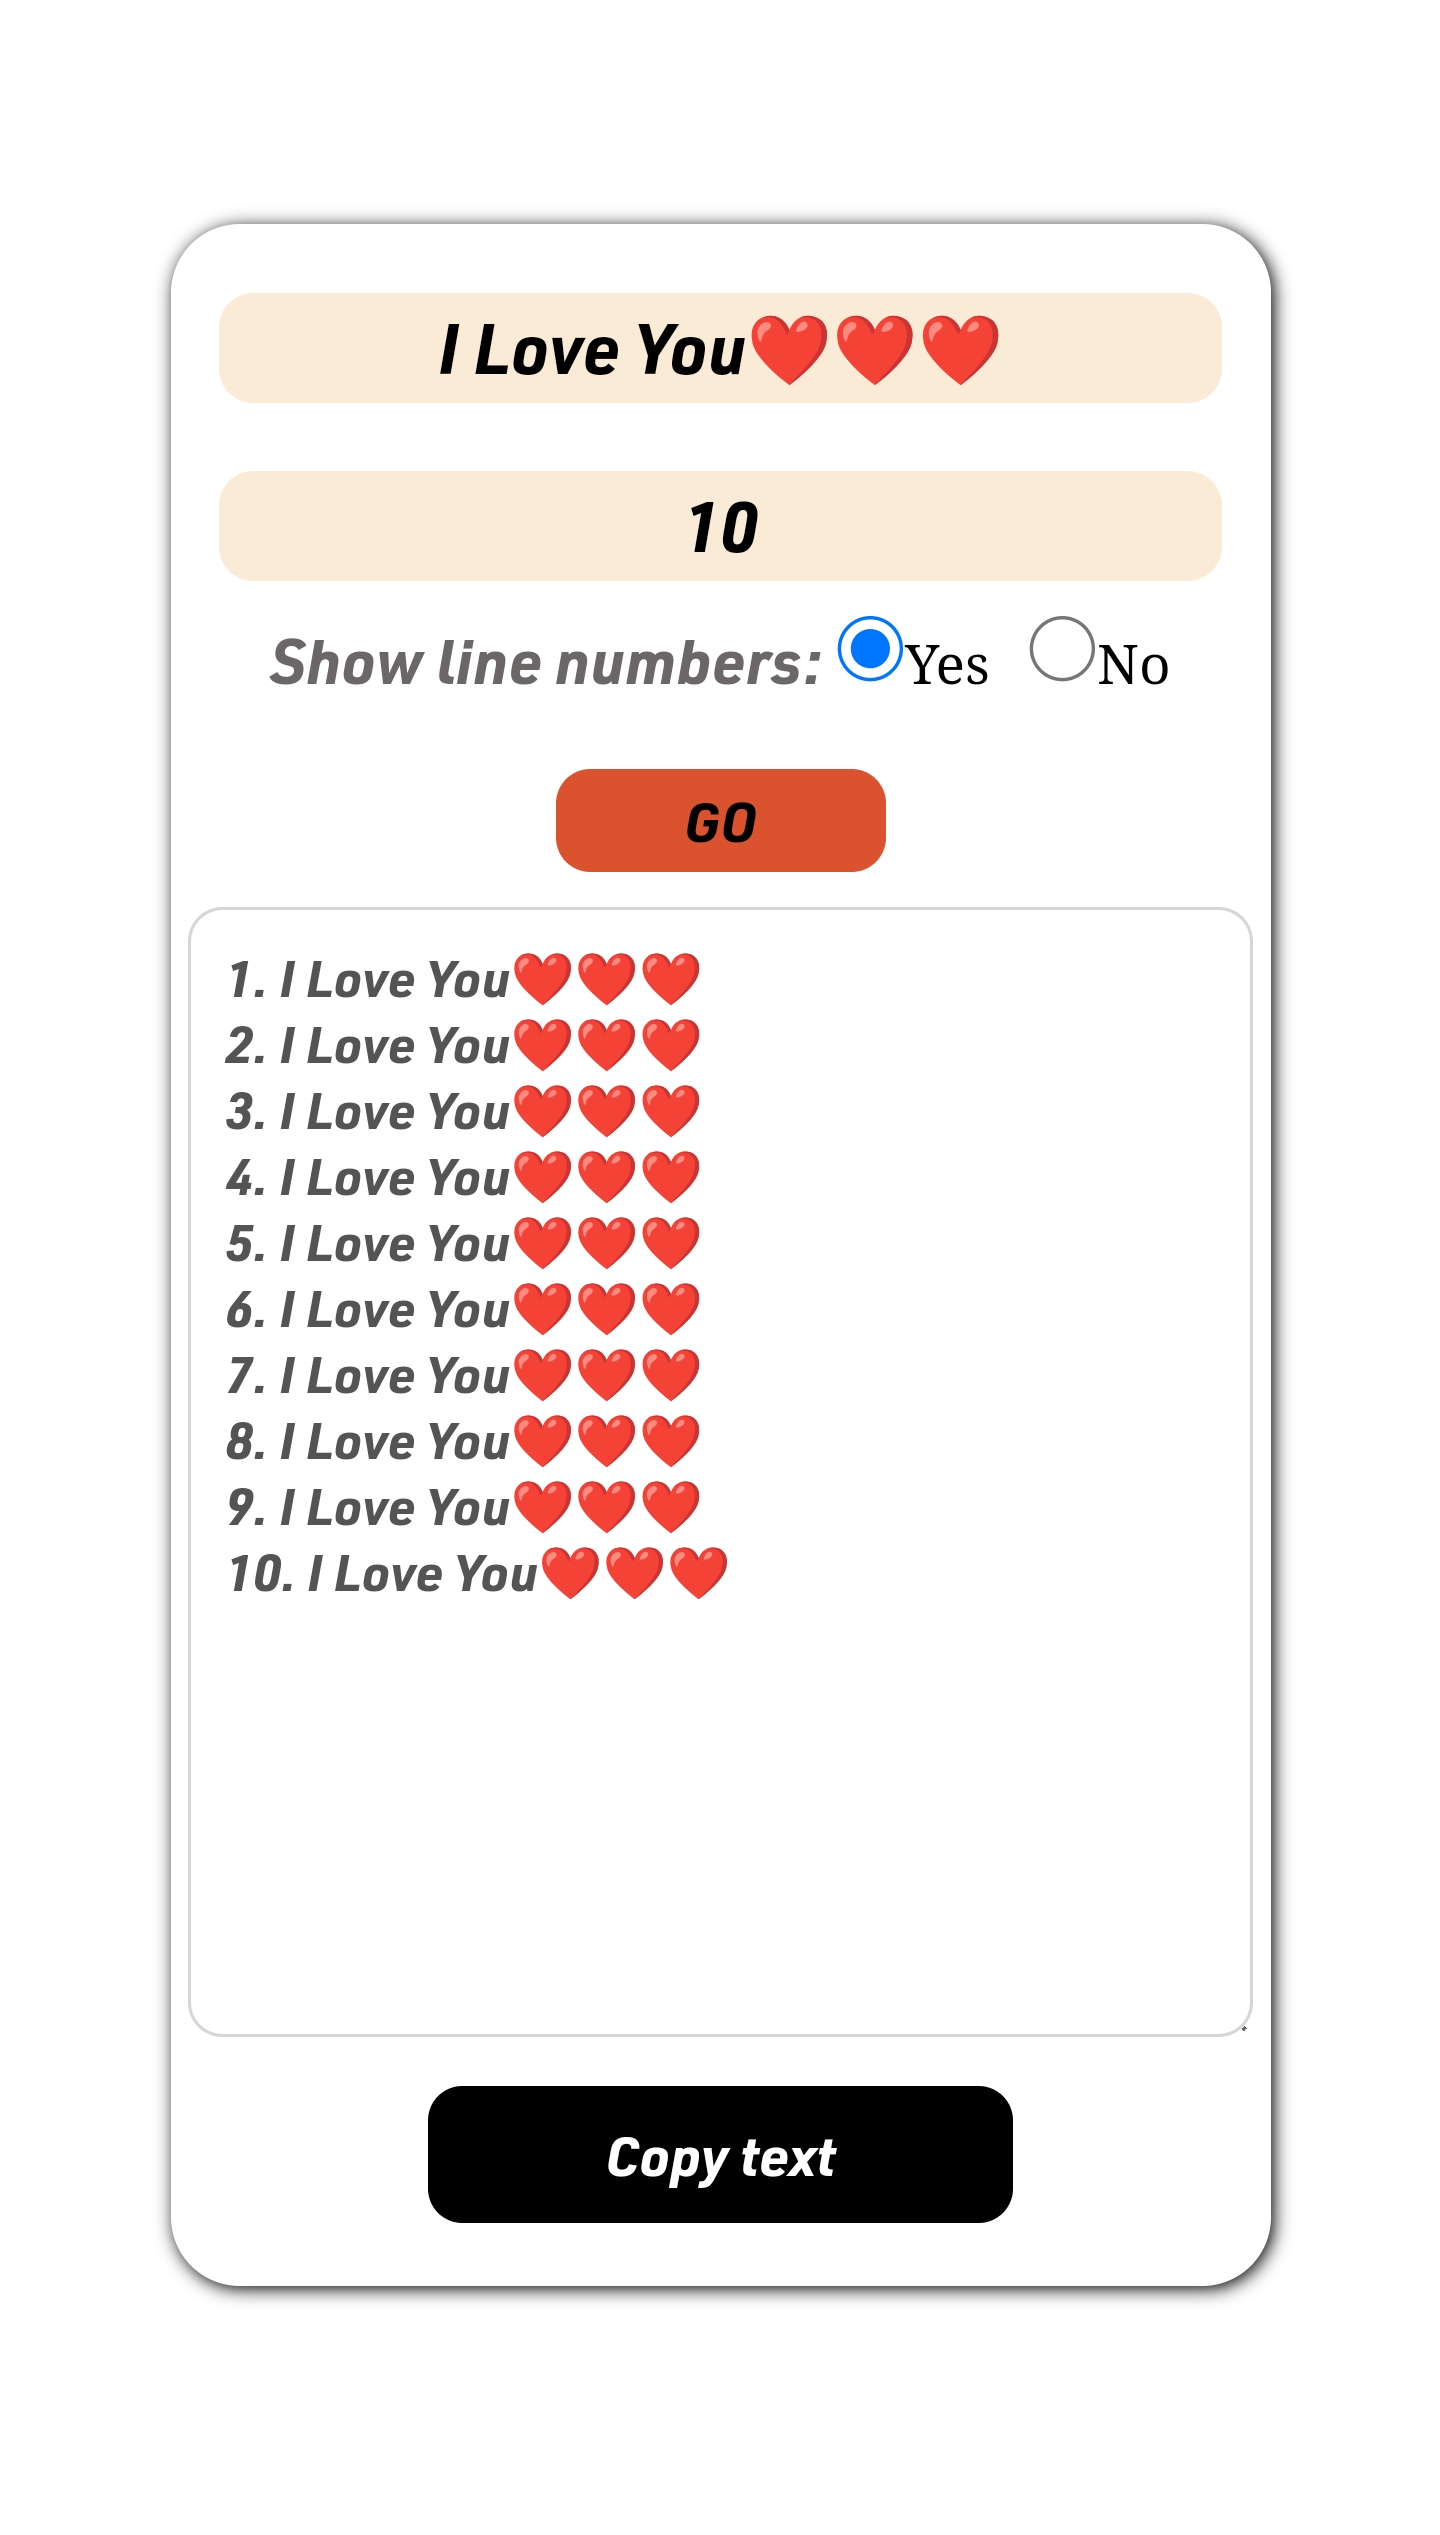 I Love You❤️❤️❤️
10
Show line numbers: Yes No
GO
1. I Love You❤️❤️❤️
2. I Love You❤️❤️❤️
3. I Love You❤️❤️❤️
4. I Love You❤️❤️❤️
5. I Love You❤️❤️❤️
6. I Love You❤️❤️❤️
7. I Love You❤️❤️❤️
8. I Love You❤️❤️❤️
9. I Love You❤️❤️❤️
10. I Love You❤️❤️❤️
Copy text